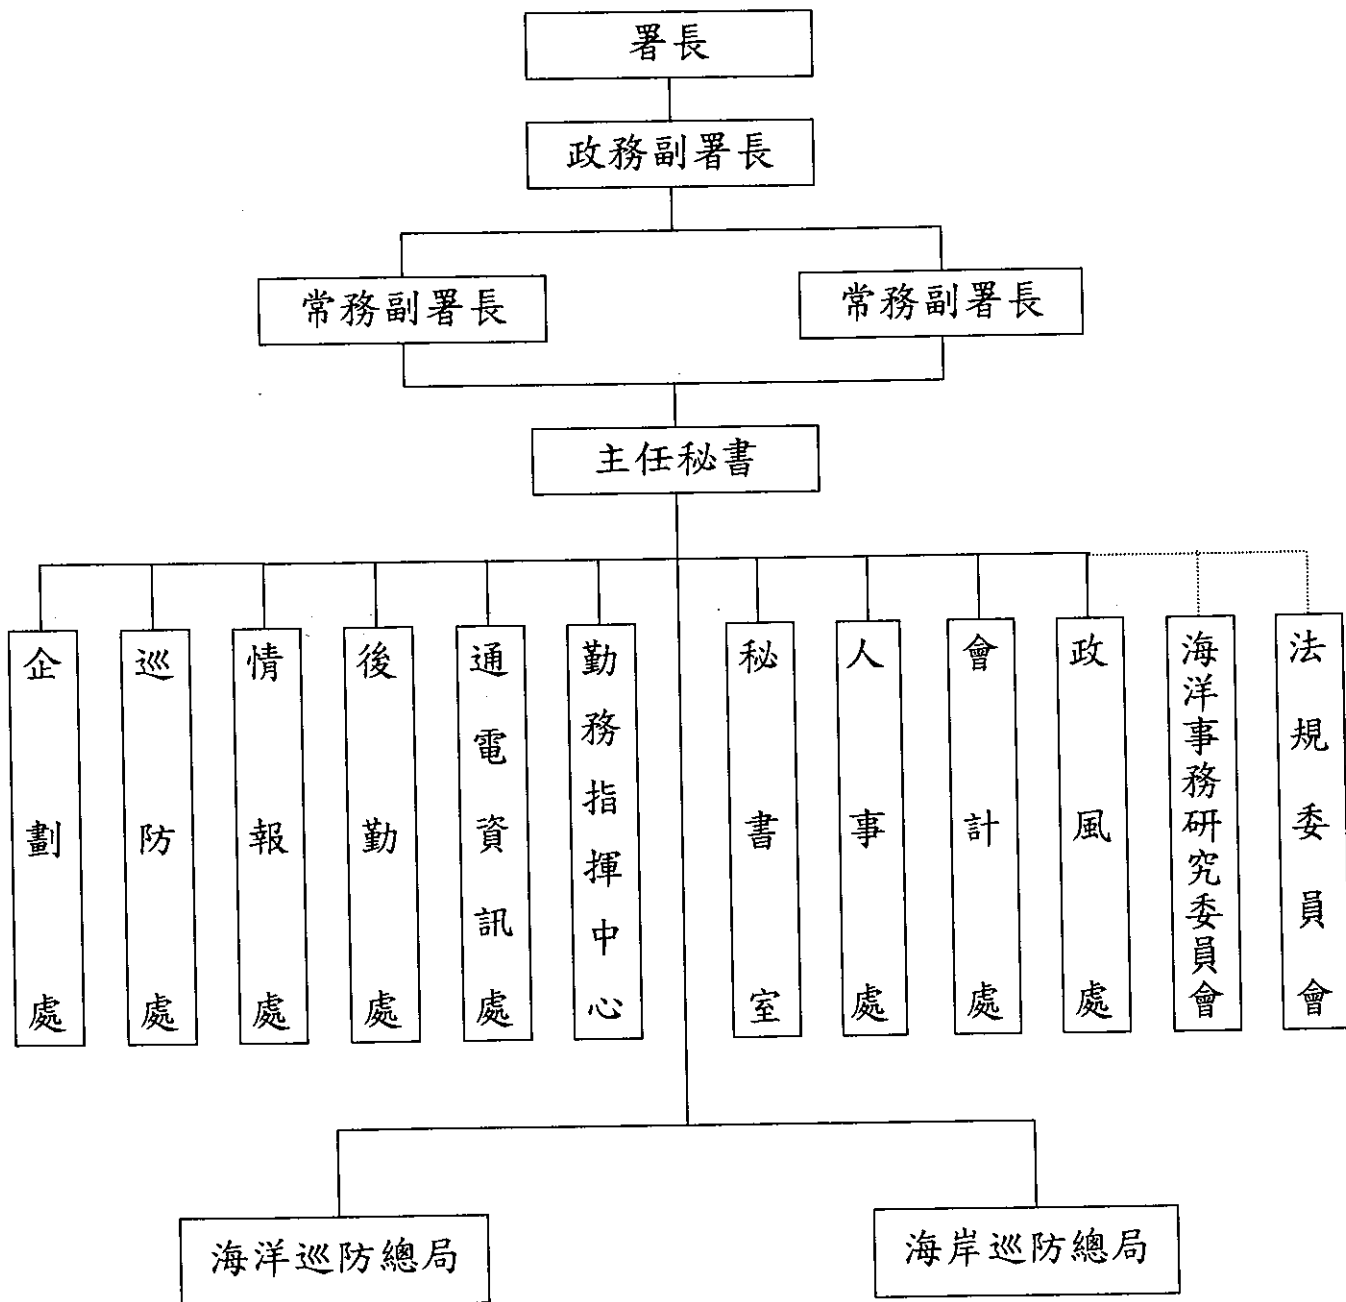 署長
政務副署長
常務副署長
常務副署長
主任秘書
企劃處
巡防處
情報處
後勤處
通電資訊處
勤務指揮中心
秘書室
人事處
會計處
政風處
海洋事務研究委員會
法規委員會
海洋巡防總局
海岸巡防總局